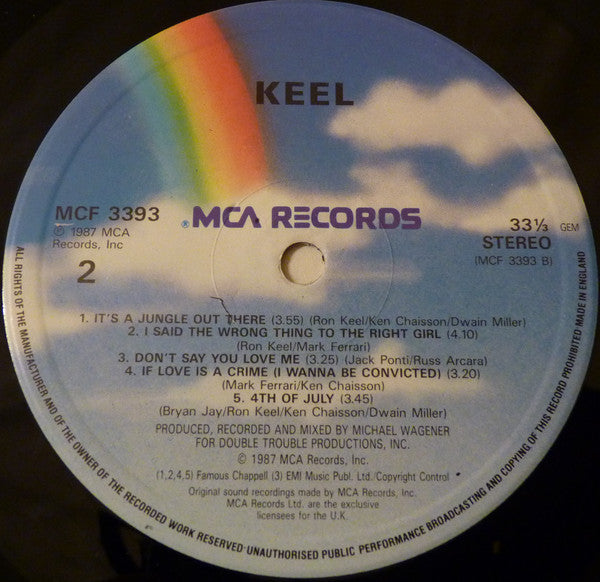 KEEL
MCF 3393
℗ 1987 MCA
Records, Inc
2
® MCA RECORDS
33⅓ GEM
STEREO
(MCF 3393 B)
1. IT'S A JUNGLE OUT THERE (3.55) (Ron Keel/Ken Chaisson/Dwain Miller)
2. I SAID THE WRONG THING TO THE RIGHT GIRL (4.10)
(Ron Keel/Mark Ferrari)
3. DON'T SAY YOU LOVE ME (3.25) (Jack Ponti/Russ Arcara)
4. IF LOVE IS A CRIME (I WANNA BE CONVICTED) (3.20)
(Mark Ferrari/Ken Chaisson)
5. 4TH OF JULY (3.45)
(Bryan Jay/Ron Keel/Ken Chaisson/Dwain Miller)
PRODUCED, RECORDED AND MIXED BY MICHAEL WAGENER
FOR DOUBLE TROUBLE PRODUCTIONS, INC.
© 1987 MCA Records, Inc.
(1,2,4,5) Famous Chappell (3) EMI Music Publ. Ltd./Copyright Control
Original sound recordings made by MCA Records, Inc.
MCA Records Ltd. are the exclusive
licensees for the U.K.
ALL RIGHTS OF THE MANUFACTURER AND OF THE OWNER OF THE RECORDED WORK RESERVED·UNAUTHORISED PUBLIC PERFORMANCE BROADCASTING AND COPYING OF THIS RECORD PROHIBITED MADE IN ENGLAND